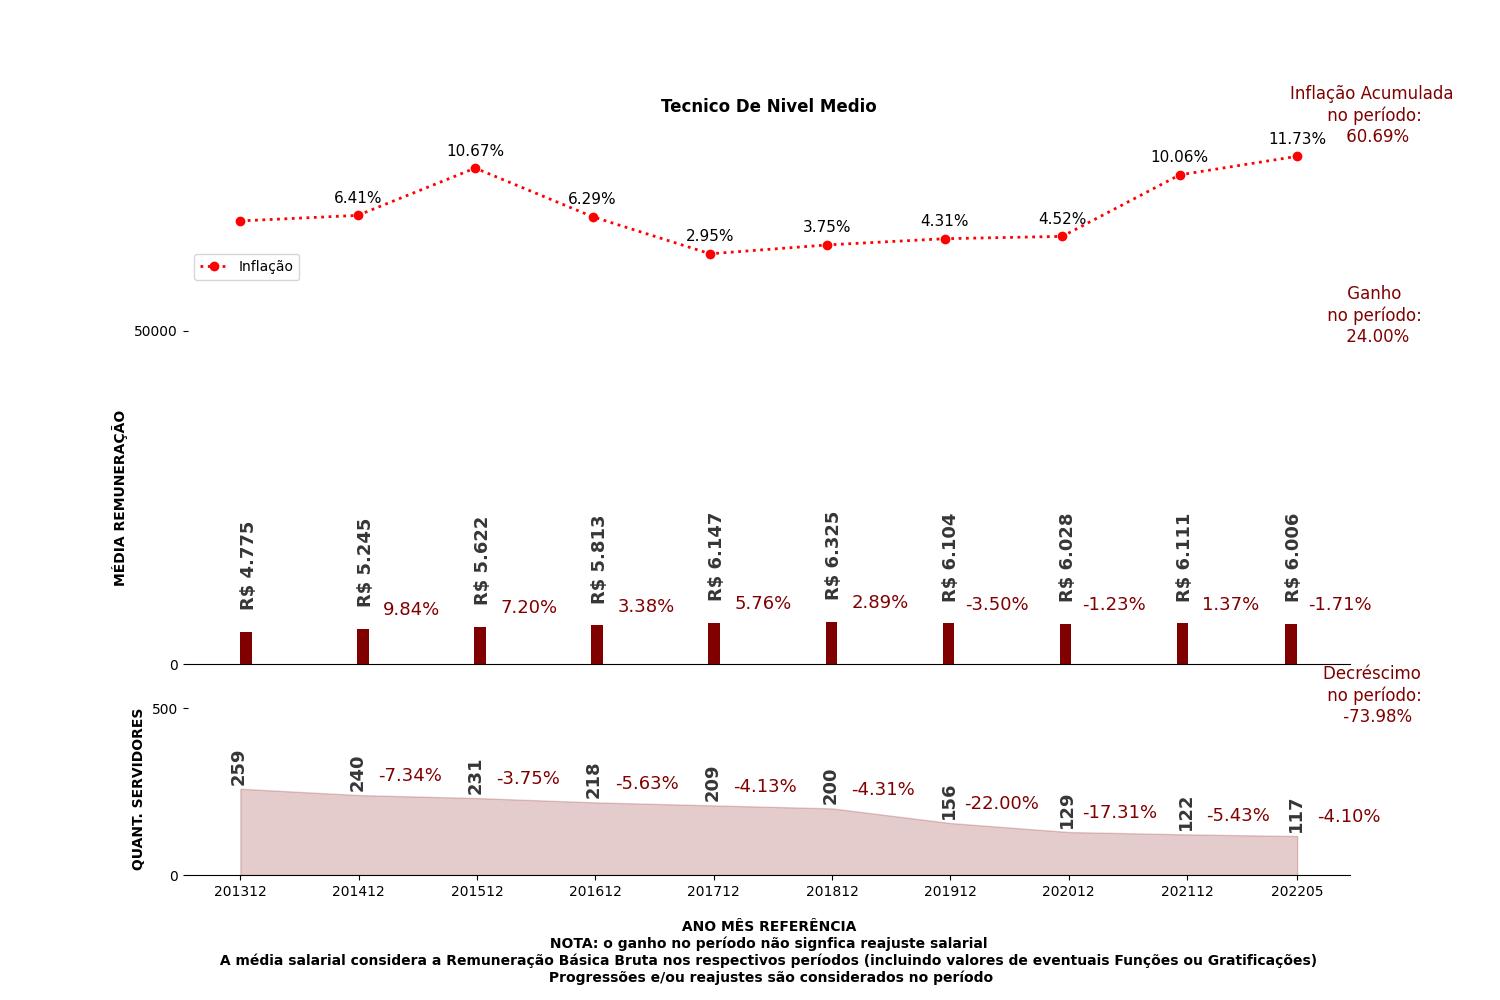 Tecnico De Nivel Medio
Inflação Acumulada
no período:
60.69%
6.41%
10.67%
6.29%
2.95%
3.75%
4.31%
4.52%
10.06%
11.73%
Inflação
Ganho
no período:
24.00%
MÉDIA REMUNERAÇÃO
50000
0
R$ 4.775
R$ 5.245
R$ 5.622
R$ 5.813
R$ 6.147
R$ 6.325
R$ 6.104
R$ 6.028
R$ 6.111
R$ 6.006
9.84%
7.20%
3.38%
5.76%
2.89%
-3.50%
-1.23%
1.37%
-1.71%
Decréscimo
no período:
-73.98%
QUANT. SERVIDORES
500
0
259
240
231
218
209
200
156
129
122
117
-7.34%
-3.75%
-5.63%
-4.13%
-4.31%
-22.00%
-17.31%
-5.43%
-4.10%
201312
201412
201512
201612
201712
201812
201912
202012
202112
202205
ANO MÊS REFERÊNCIA
NOTA: o ganho no período não signfica reajuste salarial
A média salarial considera a Remuneração Básica Bruta nos respectivos períodos (incluindo valores de eventuais Funções ou Gratificações)
Progressões e/ou reajustes são considerados no período